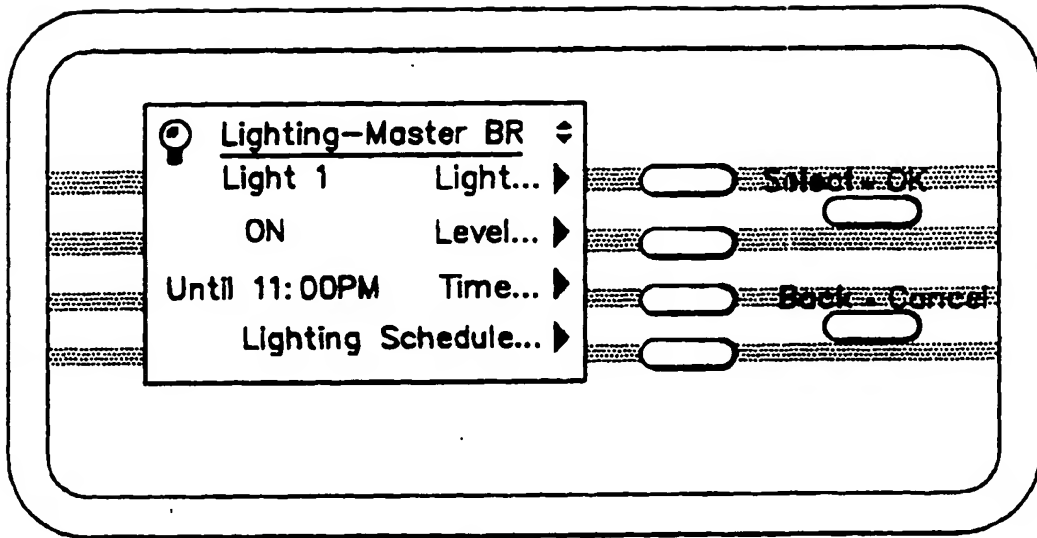 Lighting-Master BR
Light 1 Light...
ON Level...
Until 11:00PM Time...
Lighting Schedule...
Select - OK
Back - Cancel